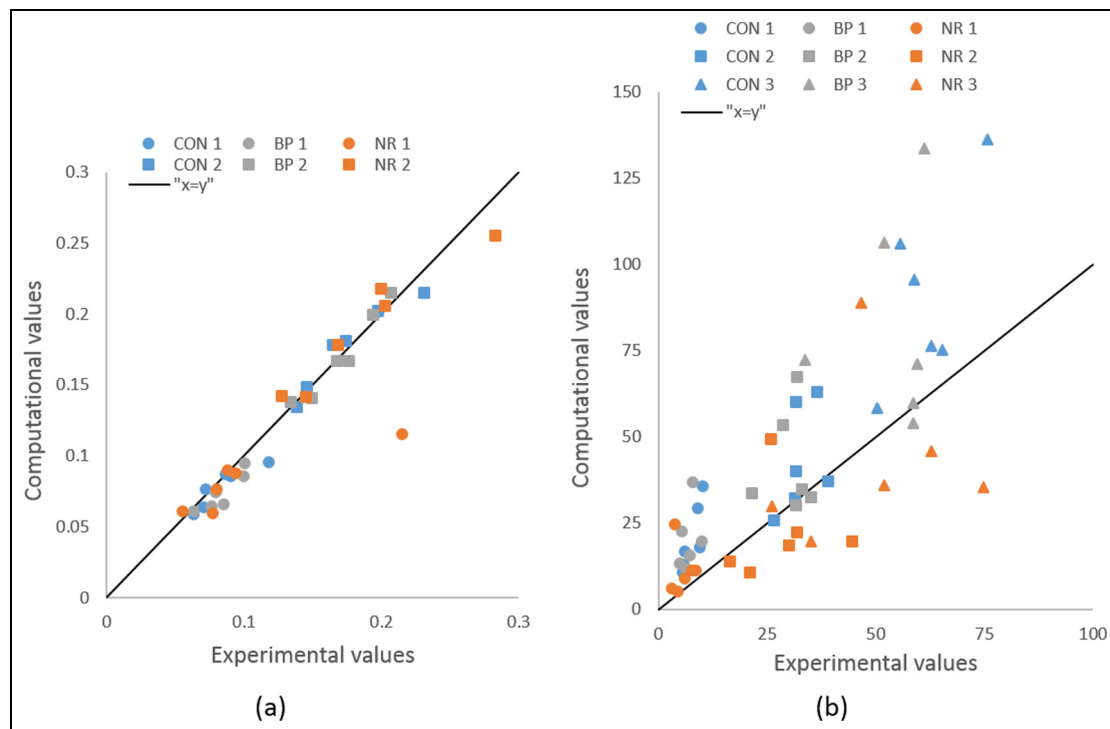 CON 1 BP 1 NR 1
CON 2 BP 2 NR 2
"x=y"
0.3
0.25
0.2
0.15
0.1
0.05
0
Computational values
0 0.1 0.2 0.3
Experimental values
(a)
CON 1 BP 1 NR 1
CON 2 BP 2 NR 2
CON 3 BP 3 NR 3
"x=y"
150
125
100
75
50
25
0
Computational values
0 25 50 75 100
Experimental values
(b)